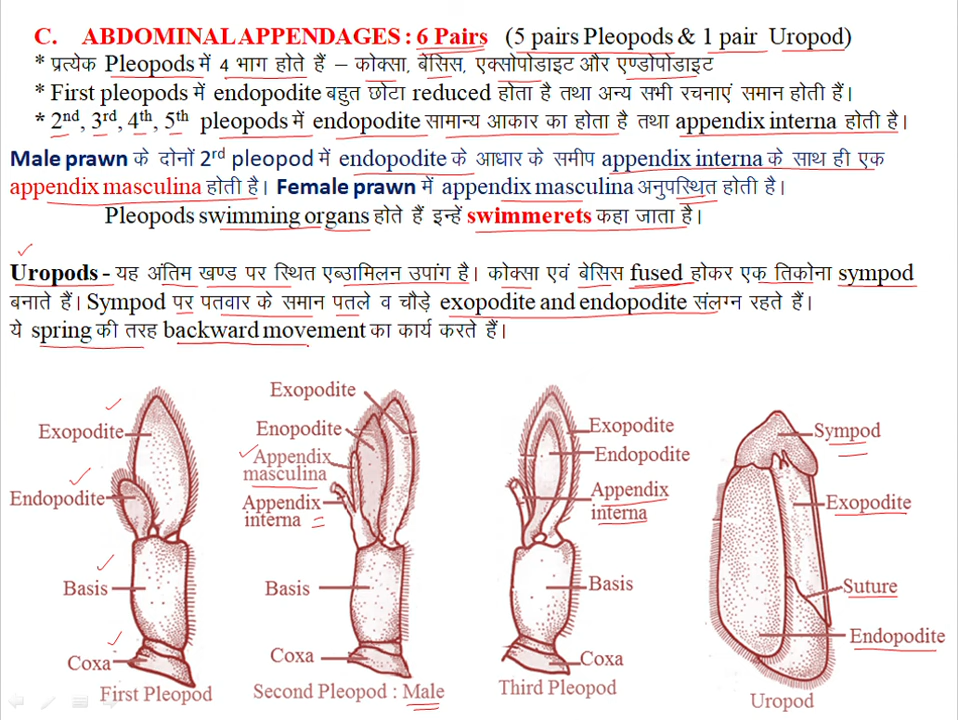 C. ABDOMINAL APPENDAGES : 6 Pairs (5 pairs Pleopods & 1 pair Uropod)
* प्रत्येक Pleopods में 4 भाग होते हैं – कोक्सा, बेसिस, एक्सोपोडाइट और एण्डोपोडाइट
* First pleopods में endopodite बहुत छोटा reduced होता है तथा अन्य सभी रचनाएं समान होती हैं।
* 2nd, 3rd, 4th, 5th pleopods में endopodite सामान्य आकार का होता है तथा appendix interna होती है।
Male prawn के दोनों 2rd pleopod में endopodite के आधार के समीप appendix interna के साथ ही एक
appendix masculina होती है। Female prawn में appendix masculina अनुपस्थित होती है।
Pleopods swimming organs होते हैं इन्हें swimmerets कहा जाता है।
Uropods - यह अंतिम खण्ड पर स्थित एब्डामिलन उपांग है। कोक्सा एवं बेसिस fused होकर एक तिकोना sympod
बनाते हैं। Sympod पर पतवार के समान पतले व चौड़े exopodite and endopodite संलग्न रहते हैं।
ये spring की तरह backward movement का कार्य करते हैं।
Exopodite
Endopodite
Basis
Coxa
First Pleopod
Exopodite
Enopodite
Appendix
masculina
Appendix
interna
Basis
Coxa
Second Pleopod : Male
Exopodite
Endopodite
Appendix
interna
Basis
Coxa
Third Pleopod
Sympod
Exopodite
Suture
Endopodite
Uropod